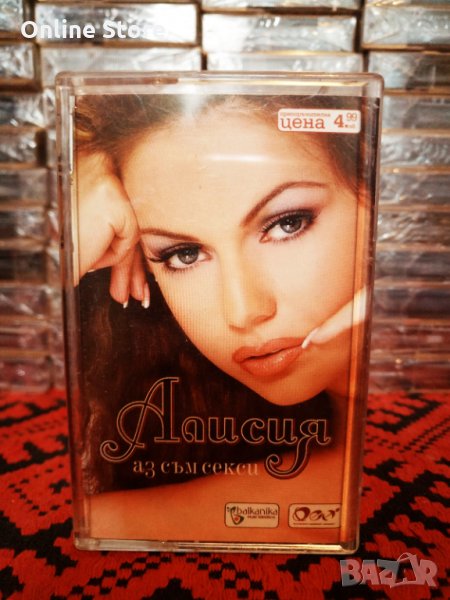 Online Store
препоръчителна
цена 4.99
Алисия
аз съм секси
balkanika
BAZAR